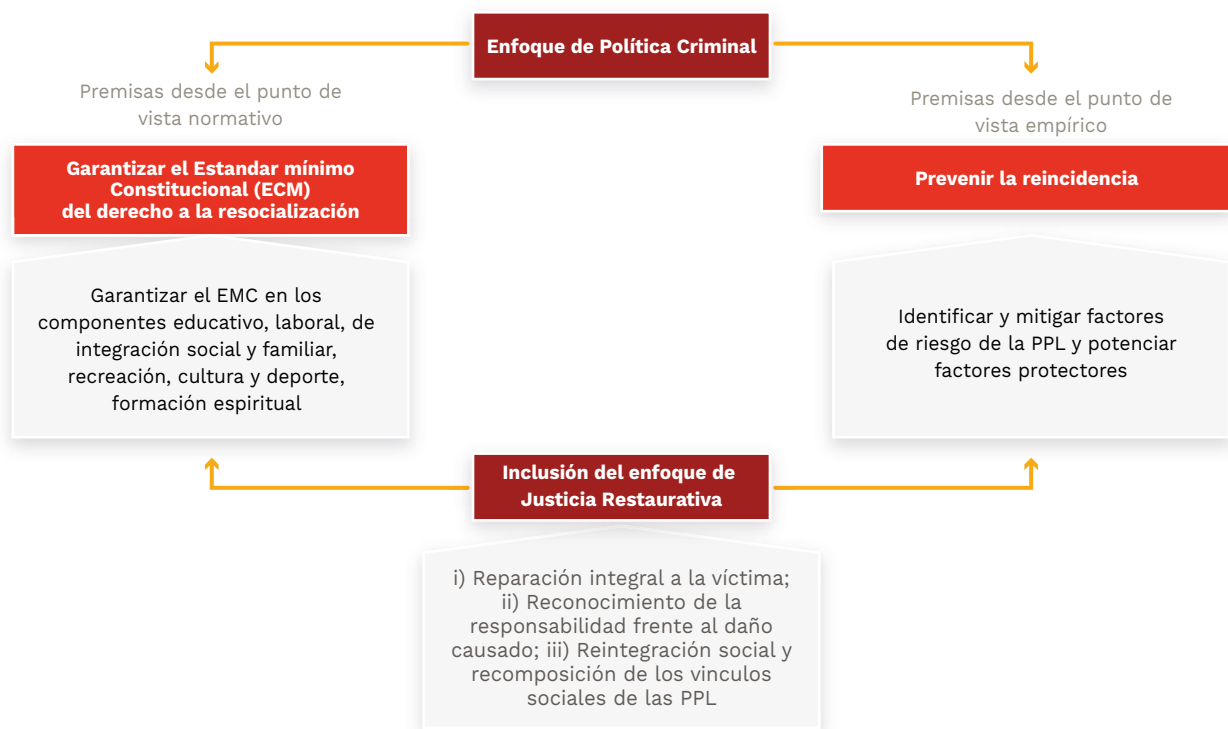 Enfoque de Política Criminal
Premisas desde el punto de
vista normativo
Garantizar el Estandar mínimo
Constitucional (ECM)
del derecho a la resocialización
Garantizar el EMC en los
componentes educativo, laboral, de
integración social y familiar,
recreación, cultura y deporte,
formación espiritual
Premisas desde el punto de
vista empírico
Prevenir la reincidencia
Identificar y mitigar factores
de riesgo de la PPL y potenciar
factores protectores
Inclusión del enfoque de
Justicia Restaurativa
i) Reparación integral a la víctima;
ii) Reconocimiento de la
responsabilidad frente al daño
causado; iii) Reintegración social y
recomposición de los vinculos
sociales de las PPL